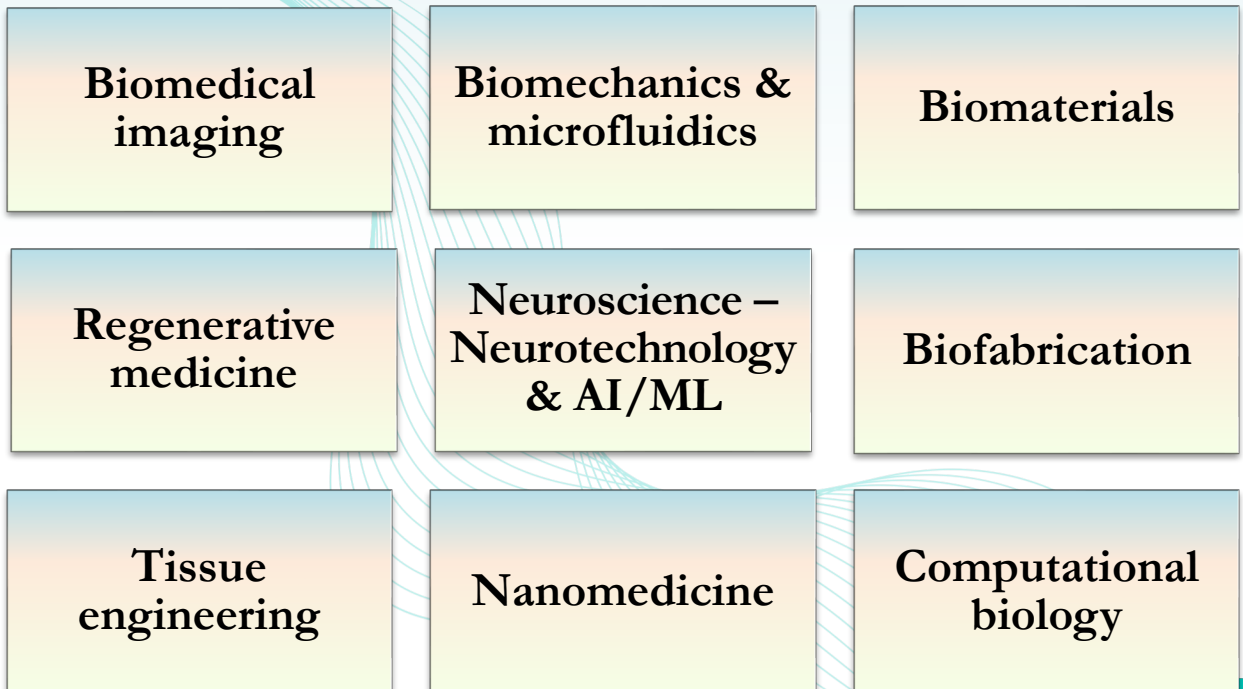 Biomedical
imaging
Biomechanics &
microfluidics
Biomaterials
Regenerative
medicine
Neuroscience –
Neurotechnology
& AI/ML
Biofabrication
Tissue
engineering
Nanomedicine
Computational
biology